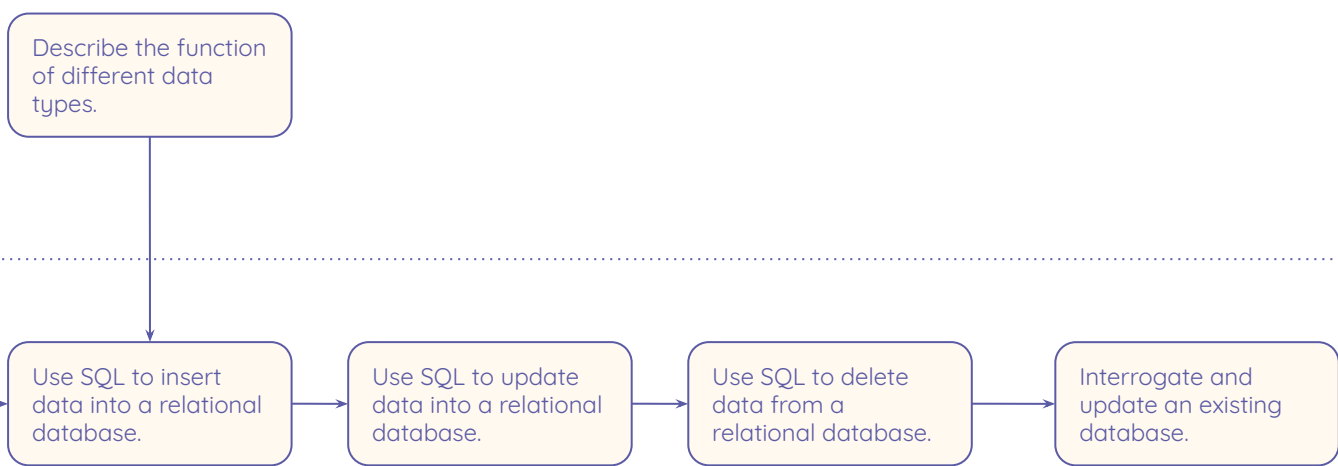 Describe the function
of different data
types.
Use SQL to insert
data into a relational
database.
Use SQL to update
data into a relational
database.
Use SQL to delete
data from a
relational database.
Interrogate and
update an existing
database.